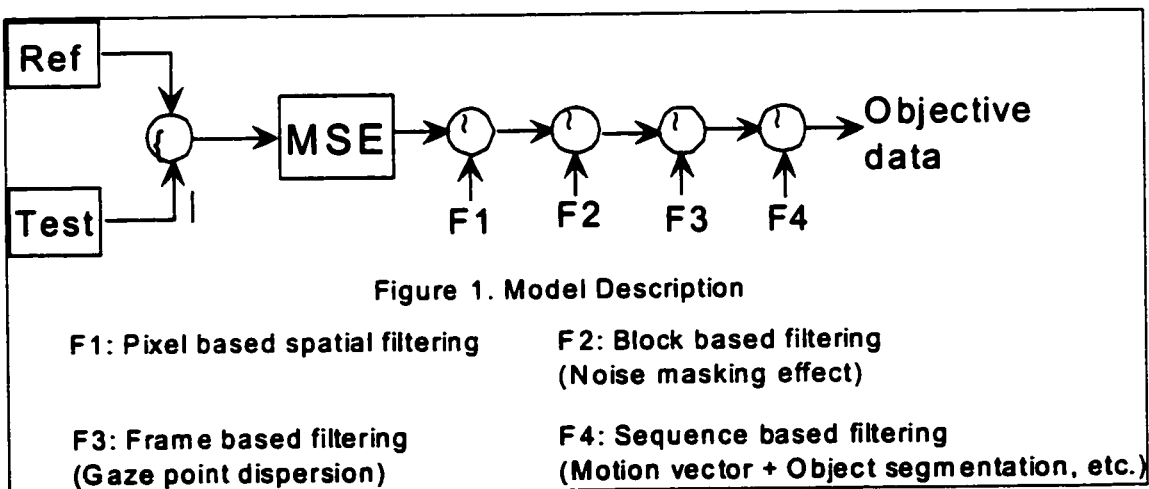 Ref
Test
MSE
F1
F2
F3
F4
Objective
data
Figure 1. Model Description
F1: Pixel based spatial filtering
F2: Block based filtering
(Noise masking effect)
F3: Frame based filtering
(Gaze point dispersion)
F4: Sequence based filtering
(Motion vector + Object segmentation, etc.)